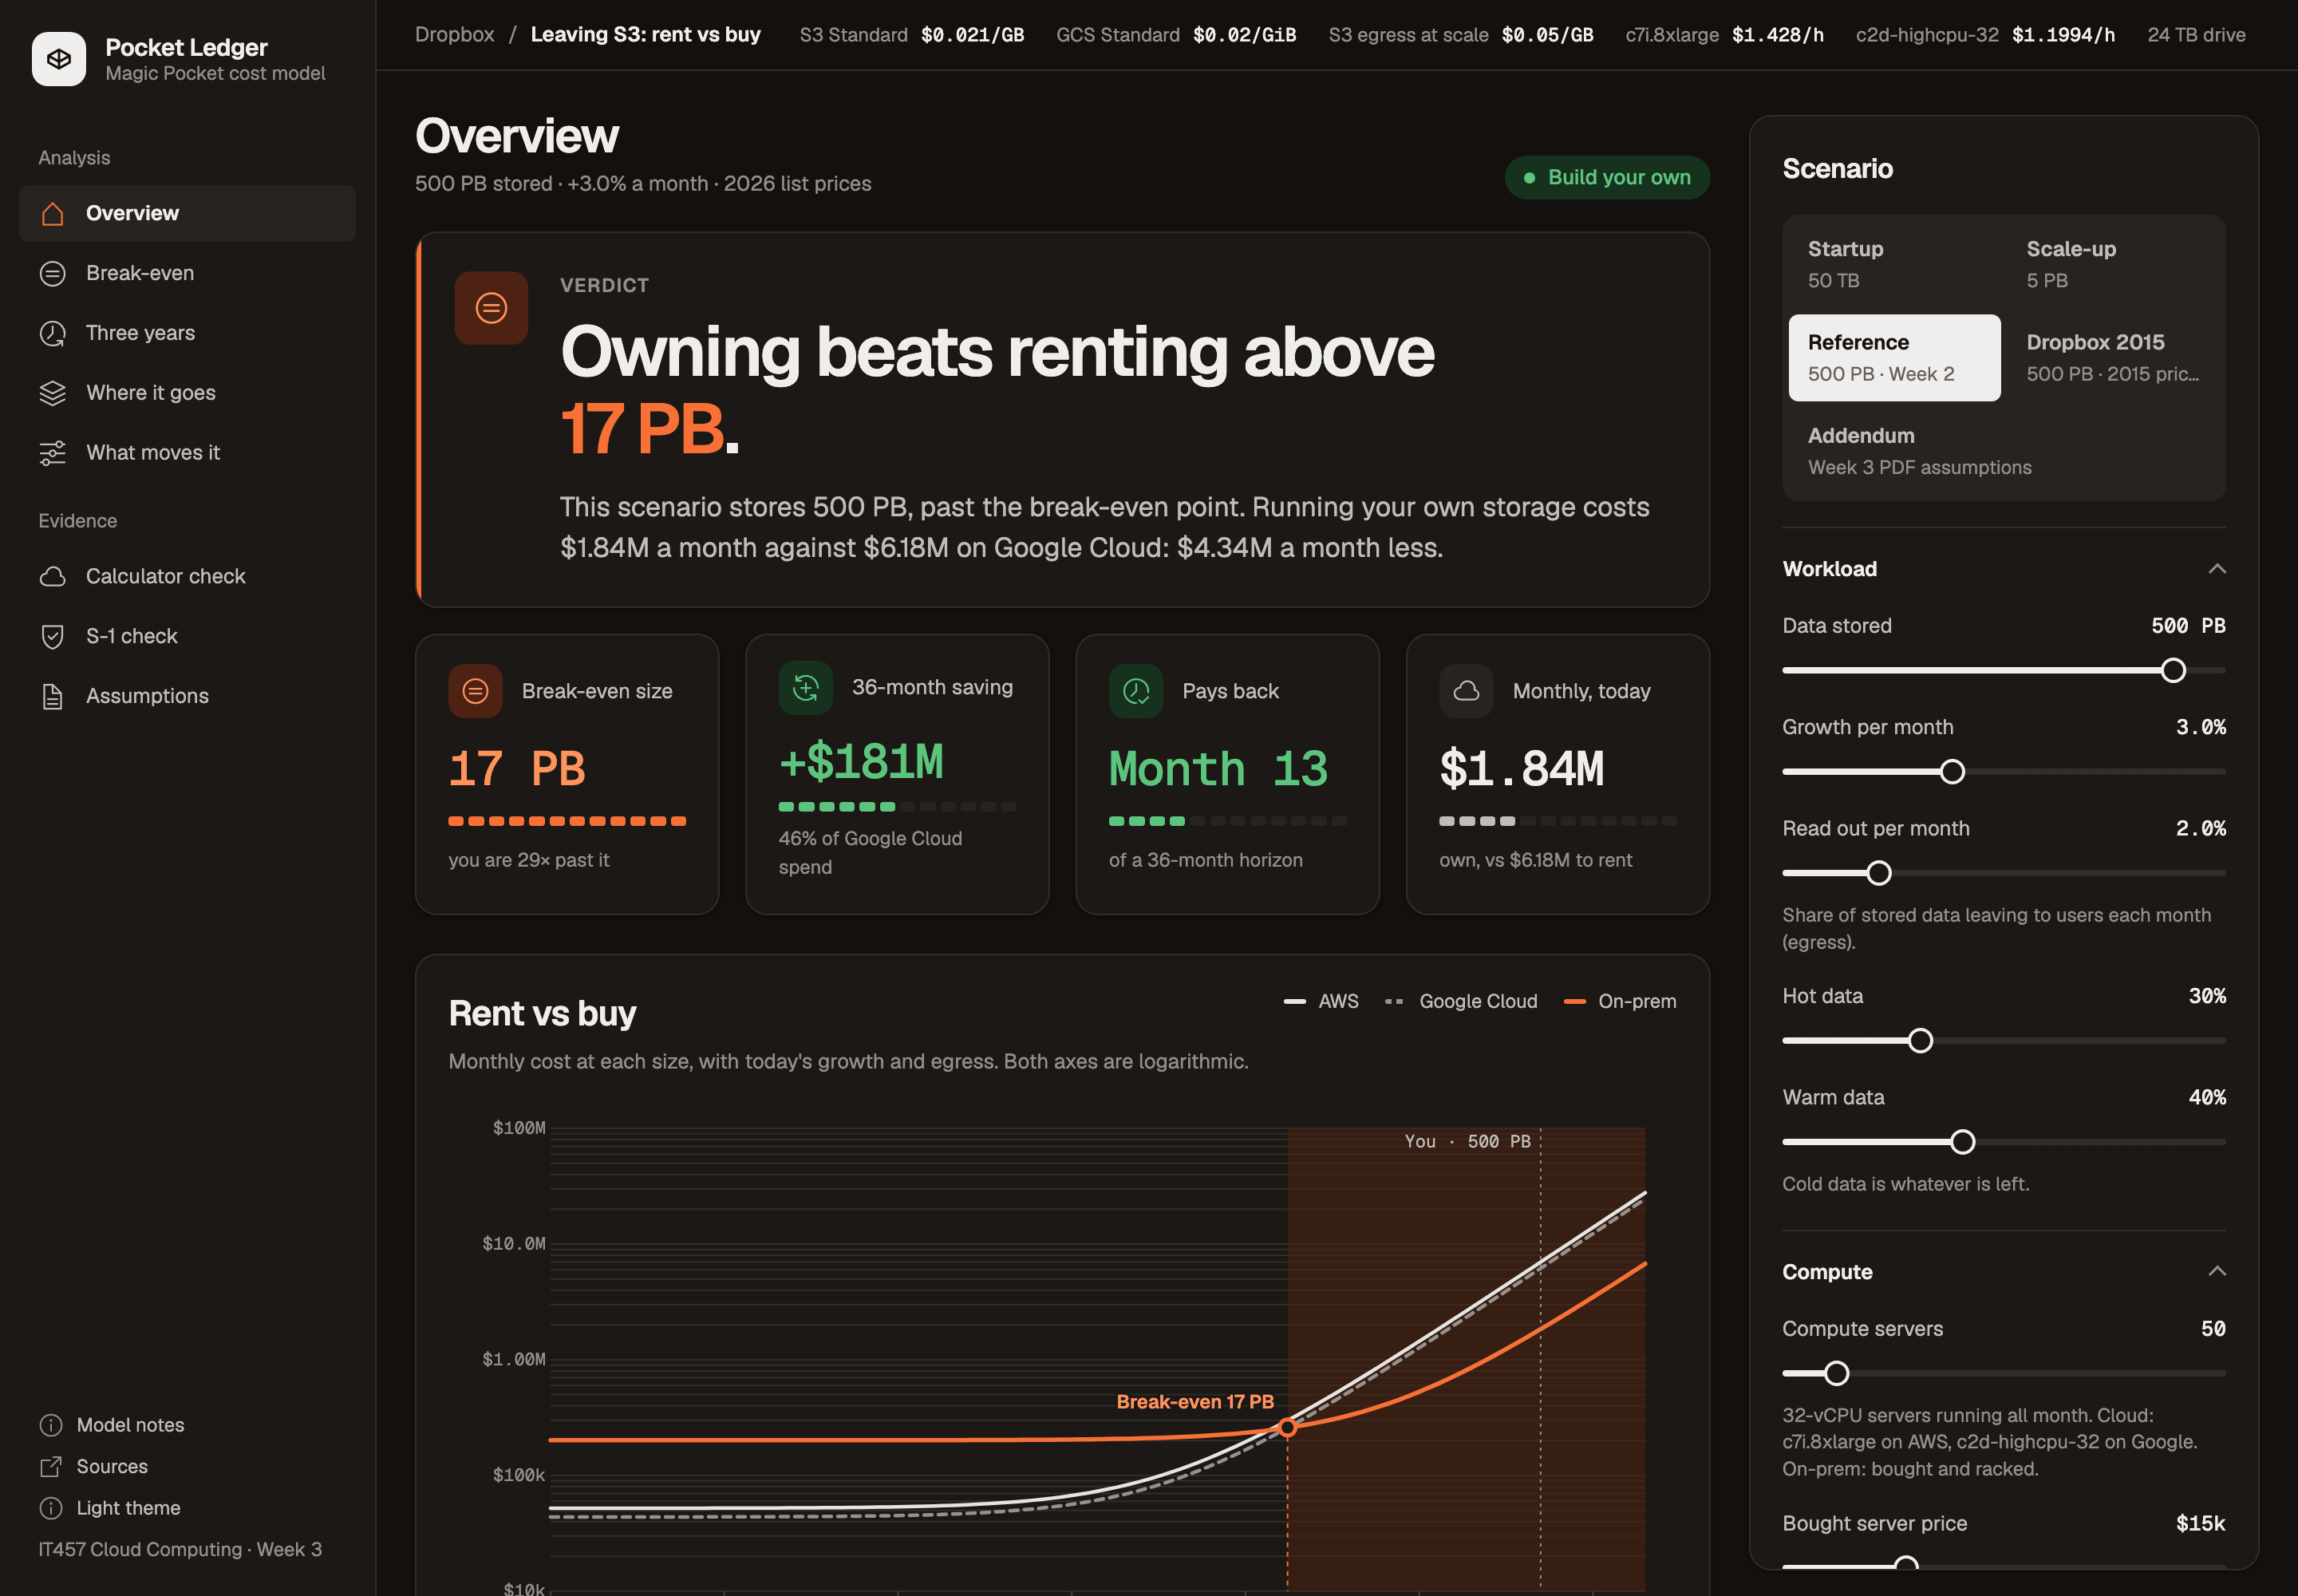 Pocket Ledger
Magic Pocket cost model
Analysis
Overview
Break-even
Three years
Where it goes
What moves it
Evidence
Calculator check
S-1 check
Assumptions
Model notes
Sources
Light theme
IT457 Cloud Computing · Week 3
Dropbox / Leaving S3: rent vs buy
S3 Standard $0.021/GB
GCS Standard $0.02/GiB
S3 egress at scale $0.05/GB
c7i.8xlarge $1.428/h
c2d-highcpu-32 $1.1994/h
24 TB drive
Overview
500 PB stored · +3.0% a month · 2026 list prices
Build your own
VERDICT
Owning beats renting above
17 PB.
This scenario stores 500 PB, past the break-even point. Running your own storage costs
$1.84M a month against $6.18M on Google Cloud: $4.34M a month less.
Break-even size
17 PB
you are 29× past it
36-month saving
+$181M
46% of Google Cloud
spend
Pays back
Month 13
of a 36-month horizon
Monthly, today
$1.84M
own, vs $6.18M to rent
Rent vs buy
AWS
Google Cloud
On-prem
Monthly cost at each size, with today's growth and egress. Both axes are logarithmic.
$100M
You · 500 PB
$10.0M
$1.00M
Break-even 17 PB
$100k
$10k
Scenario
Startup
50 TB
Scale-up
5 PB
Reference
500 PB · Week 2
Dropbox 2015
500 PB · 2015 pric...
Addendum
Week 3 PDF assumptions
Workload
Data stored 500 PB
Growth per month 3.0%
Read out per month 2.0%
Share of stored data leaving to users each month
(egress).
Hot data 30%
Warm data 40%
Cold data is whatever is left.
Compute
Compute servers 50
32-vCPU servers running all month. Cloud:
c7i.8xlarge on AWS, c2d-highcpu-32 on Google.
On-prem: bought and racked.
Bought server price $15k